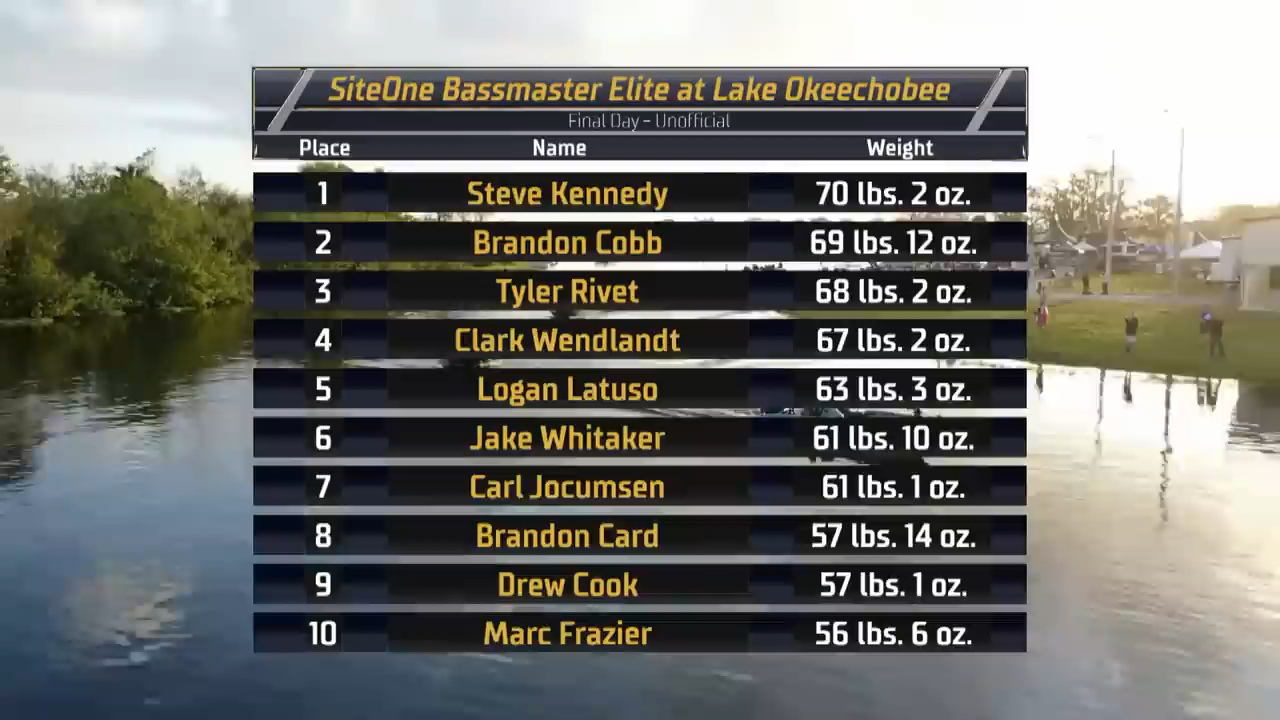 SiteOne Bassmaster Elite at Lake Okeechobee
Final Day - Unofficial
Place Name Weight
1 Steve Kennedy 70 lbs. 2 oz.
2 Brandon Cobb 69 lbs. 12 oz.
3 Tyler Rivet 68 lbs. 2 oz.
4 Clark Wendlandt 67 lbs. 2 oz.
5 Logan Latuso 63 lbs. 3 oz.
6 Jake Whitaker 61 lbs. 10 oz.
7 Carl Jocumsen 61 lbs. 1 oz.
8 Brandon Card 57 lbs. 14 oz.
9 Drew Cook 57 lbs. 1 oz.
10 Marc Frazier 56 lbs. 6 oz.